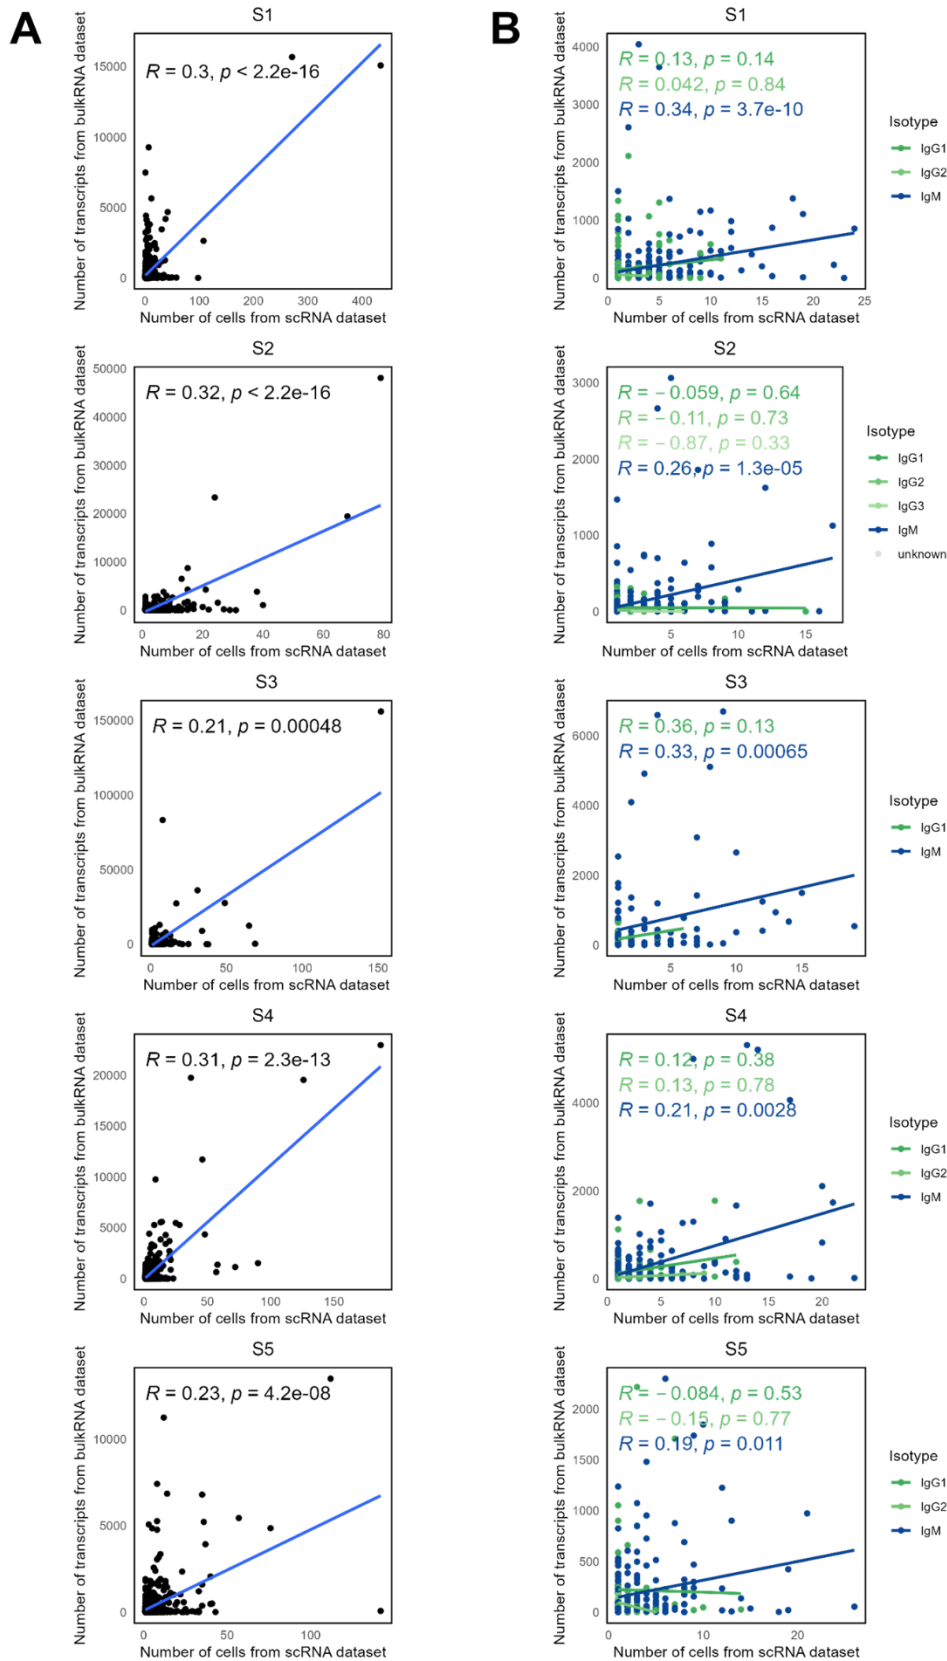 A
B
S1
Number of transcripts from bulkRNA dataset
15000
10000
5000
0
R = 0.3, p < 2.2e-16
0 100 200 300 400
Number of cells from scRNA dataset
S1
Number of transcripts from bulkRNA dataset
4000
3000
2000
1000
0
R = 0.13, p = 0.14
R = 0.042, p = 0.84
R = 0.34, p = 3.7e-10
0 5 10 15 20 25
Number of cells from scRNA dataset
Isotype
IgG1
IgG2
IgM
S2
Number of transcripts from bulkRNA dataset
50000
40000
30000
20000
10000
0
R = 0.32, p < 2.2e-16
0 20 40 60 80
Number of cells from scRNA dataset
S2
Number of transcripts from bulkRNA dataset
3000
2000
1000
0
R = − 0.059, p = 0.64
R = − 0.11, p = 0.73
R = − 0.87, p = 0.33
R = 0.26, p = 1.3e-05
5 10 15
Number of cells from scRNA dataset
Isotype
IgG1
IgG2
IgG3
IgM
unknown
S3
Number of transcripts from bulkRNA dataset
150000
100000
50000
0
R = 0.21, p = 0.00048
0 50 100 150
Number of cells from scRNA dataset
S3
Number of transcripts from bulkRNA dataset
6000
4000
2000
0
R = 0.36, p = 0.13
R = 0.33, p = 0.00065
5 10 15
Number of cells from scRNA dataset
Isotype
IgG1
IgM
S4
Number of transcripts from bulkRNA dataset
20000
15000
10000
5000
0
R = 0.31, p = 2.3e-13
0 50 100 150
Number of cells from scRNA dataset
S4
Number of transcripts from bulkRNA dataset
4000
2000
0
R = 0.12, p = 0.38
R = 0.13, p = 0.78
R = 0.21, p = 0.0028
0 5 10 15 20
Number of cells from scRNA dataset
Isotype
IgG1
IgG2
IgM
S5
Number of transcripts from bulkRNA dataset
10000
5000
0
R = 0.23, p = 4.2e-08
0 50 100
Number of cells from scRNA dataset
S5
Number of transcripts from bulkRNA dataset
2000
1500
1000
500
0
R = − 0.084, p = 0.53
R = − 0.15, p = 0.77
R = 0.19, p = 0.011
0 10 20
Number of cells from scRNA dataset
Isotype
IgG1
IgG2
IgM